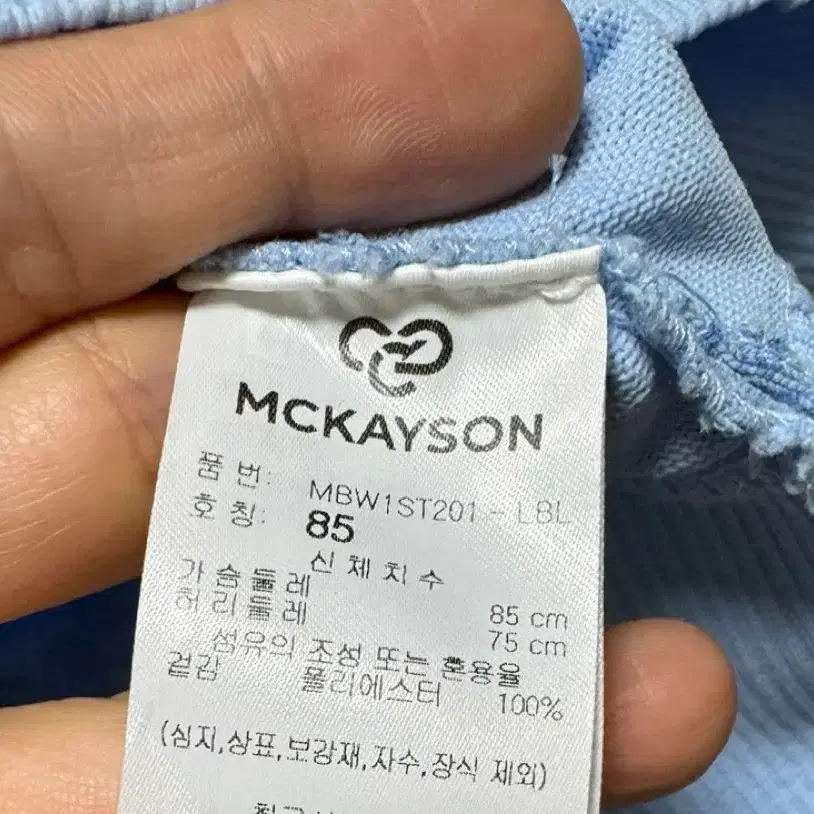 MCKAYSON
품 번: MBW1ST201 - LBL
호 칭: 85
신 체 치 수
가 슴 둘 레 85 cm
허 리 둘 레 75 cm
섬유의 조성 또는 혼용율
겉감 폴리에스터 100%
(심지,상표,보강재,자수,장식 제외)